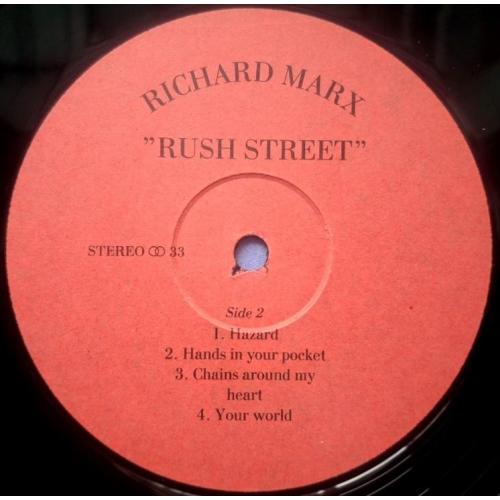 RICHARD MARX
”RUSH STREET”
STEREO ⚭ 33
Side 2
1. Hazard
2. Hands in your pocket
3. Chains around my
heart
4. Your world